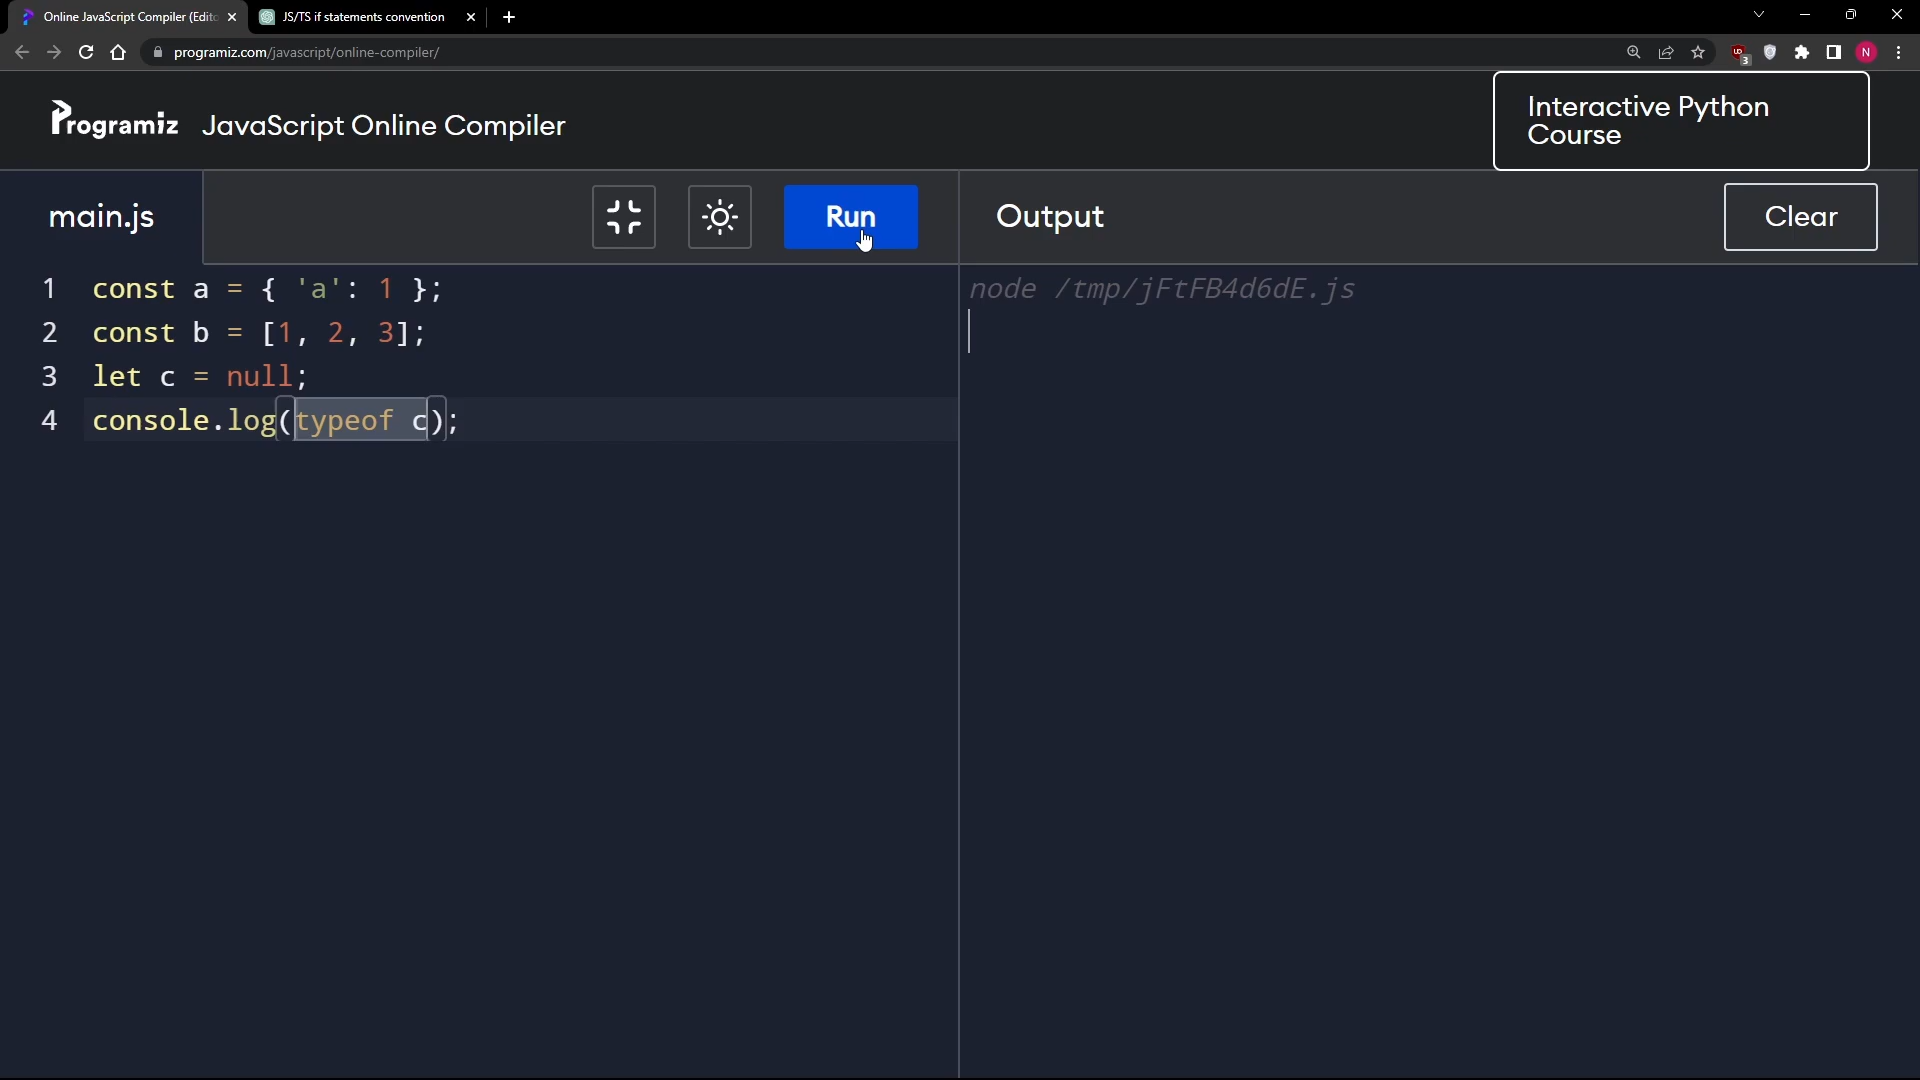 Online JavaScript Compiler (Edito
JS/TS if statements convention
programiz.com/javascript/online-compiler/
3
N
Programiz
JavaScript Online Compiler
Interactive Python
Course
main.js
Run
Output
Clear
1 const a = { 'a': 1 };
2 const b = [1, 2, 3];
3 let c = null;
4 console.log(typeof c);
node /tmp/jFtFB4d6dE.js